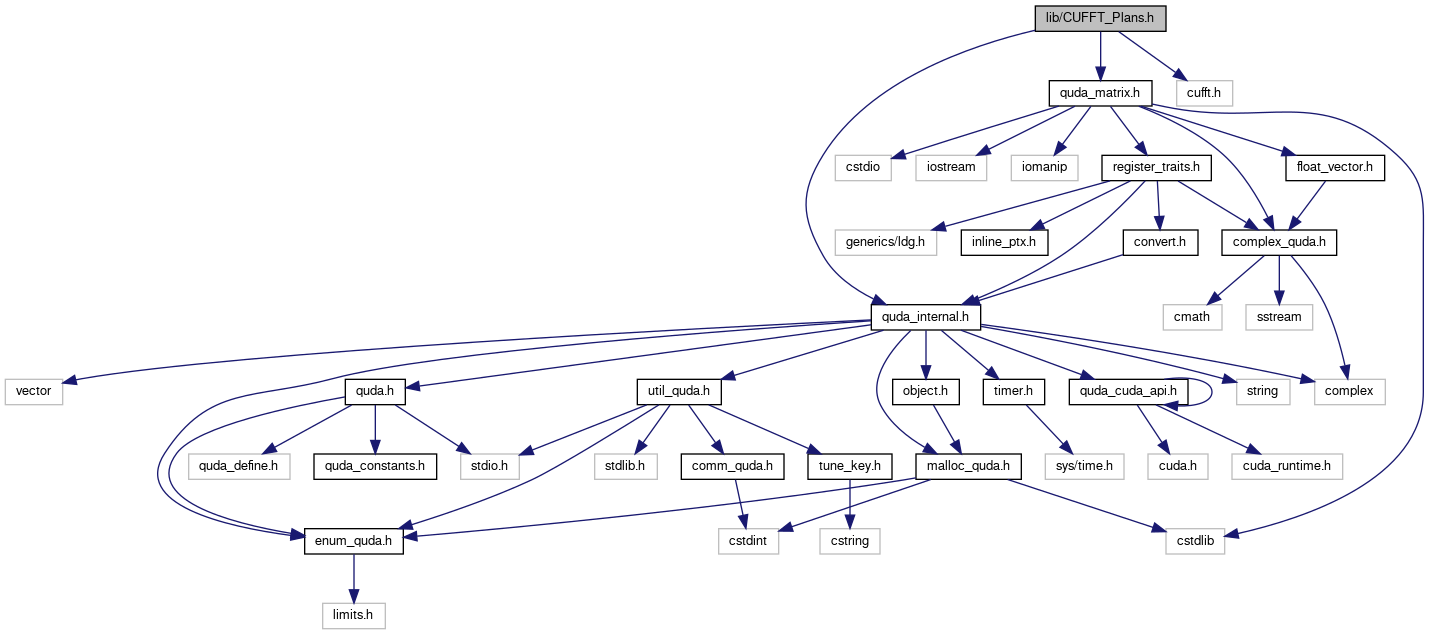 lib/CUFFT_Plans.h
quda_matrix.h
cufft.h
cstdio
iostream
iomanip
register_traits.h
float_vector.h
generics/ldg.h
inline_ptx.h
convert.h
complex_quda.h
quda_internal.h
cmath
sstream
vector
quda.h
util_quda.h
object.h
timer.h
quda_cuda_api.h
string
complex
quda_define.h
quda_constants.h
stdio.h
stdlib.h
comm_quda.h
tune_key.h
malloc_quda.h
sys/time.h
cuda.h
cuda_runtime.h
enum_quda.h
cstdint
cstring
cstdlib
limits.h